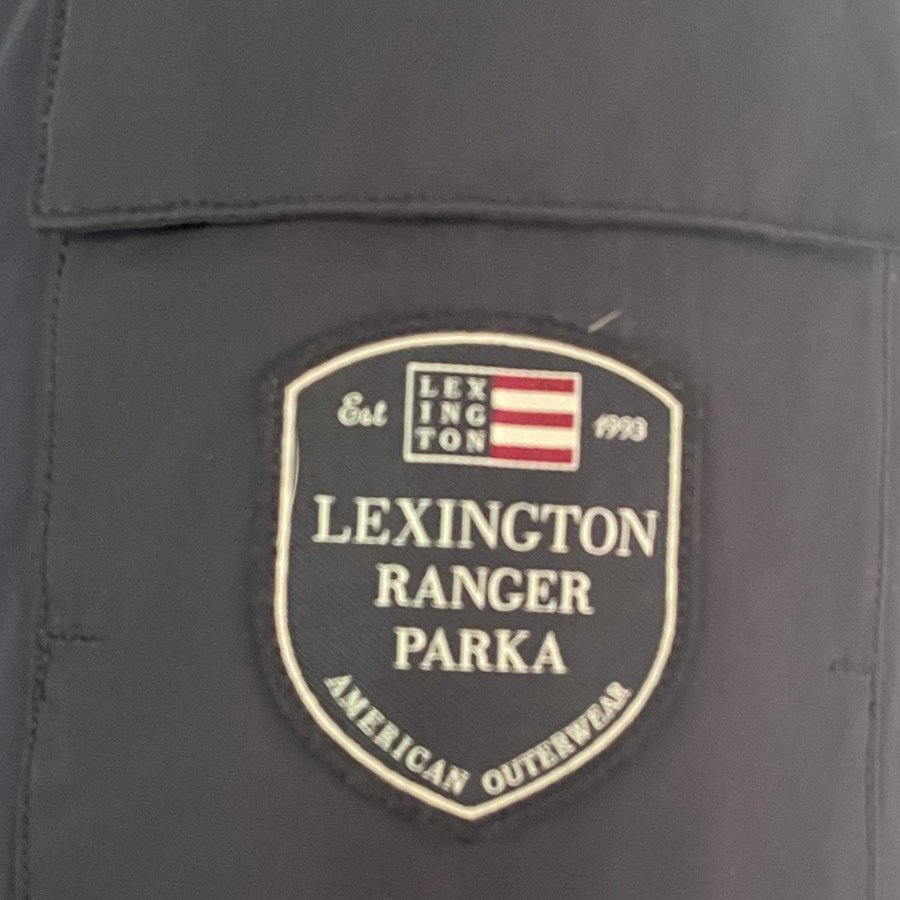 Est
LEX
ING
TON
1993
LEXINGTON
RANGER
PARKA
AMERICAN OUTERWEAR